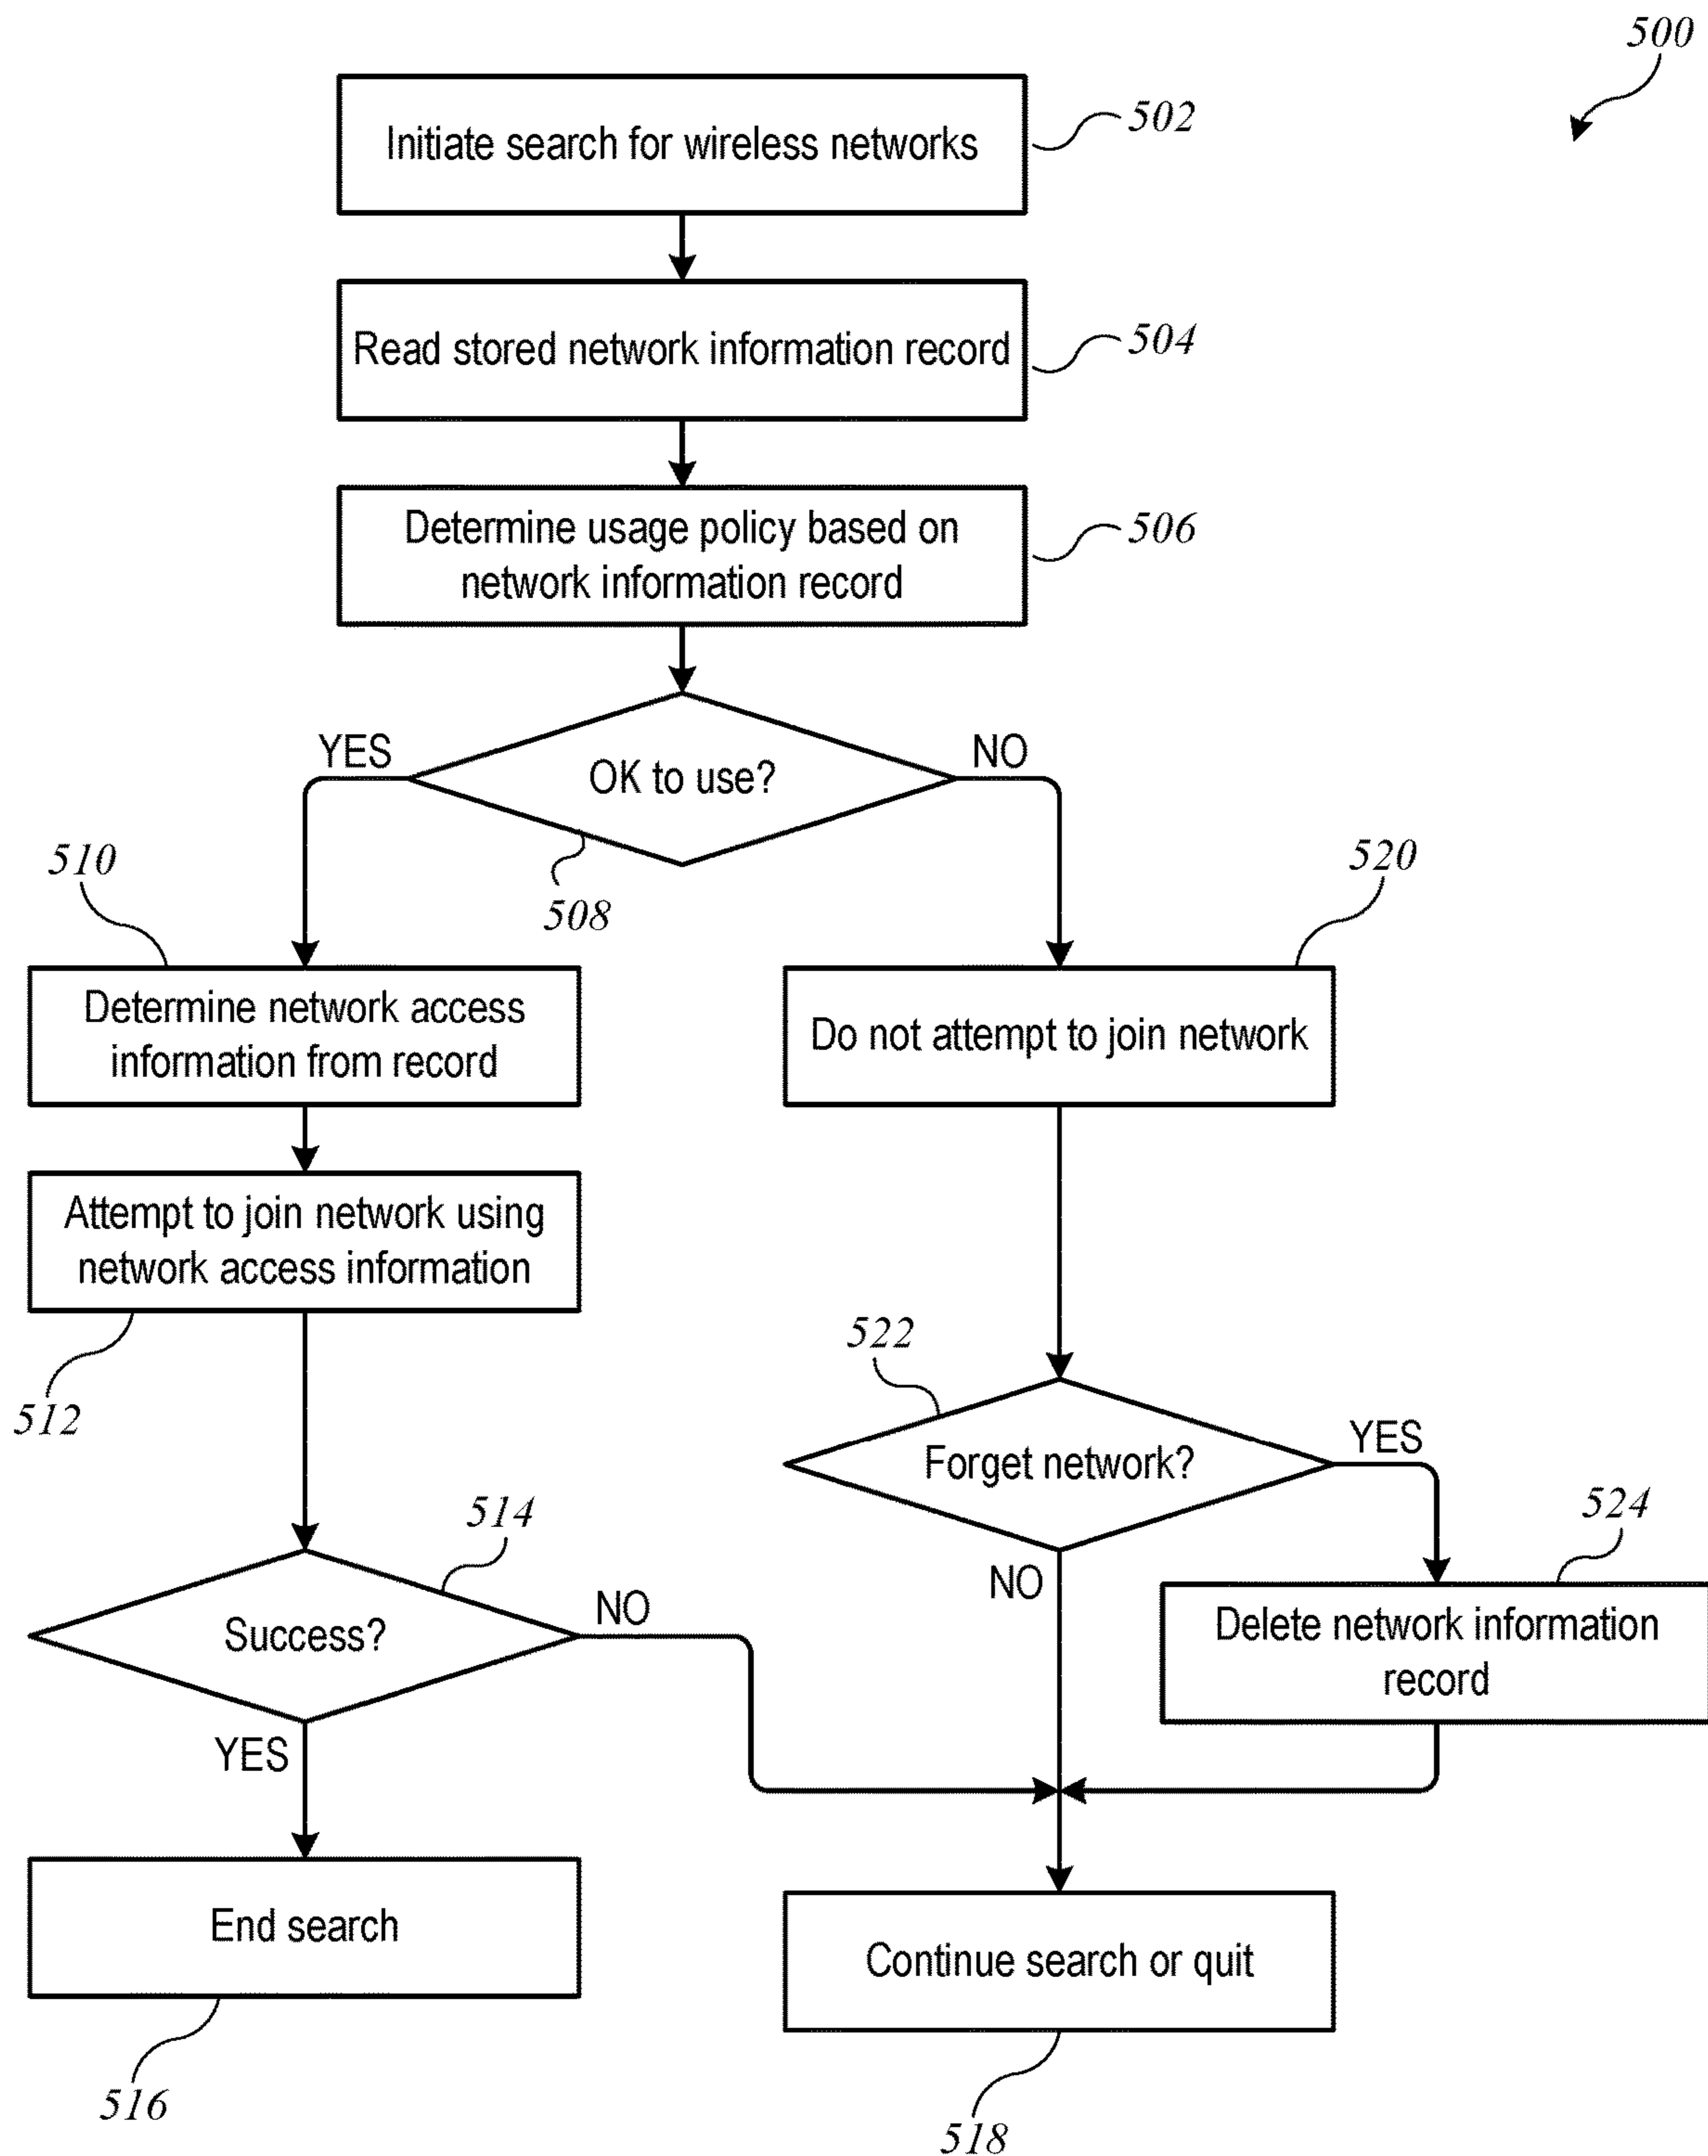 500
Initiate search for wireless networks
502
Read stored network information record
504
Determine usage policy based on
network information record
506
YES
OK to use?
NO
508
510
520
Determine network access
information from record
Do not attempt to join network
Attempt to join network using
network access information
512
522
Forget network?
YES
NO
514
524
Success?
NO
Delete network information
record
YES
End search
516
Continue search or quit
518